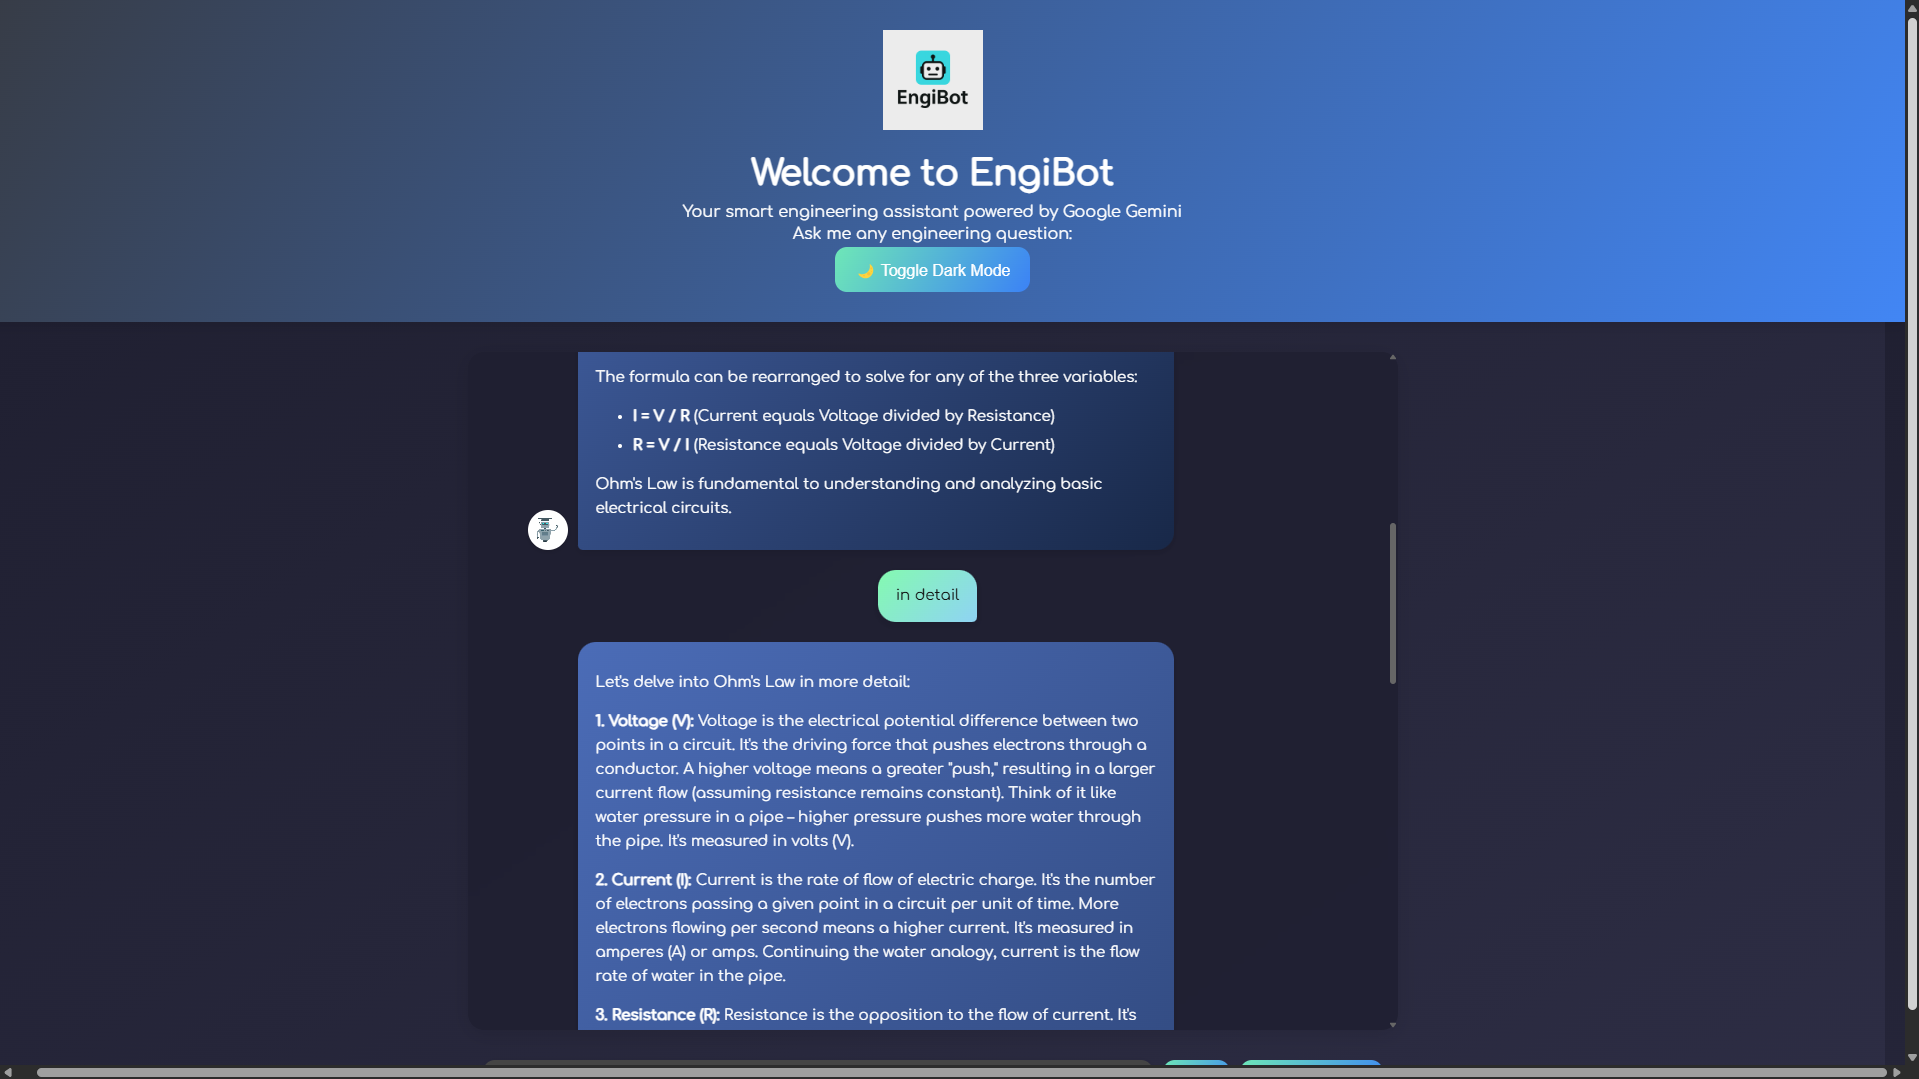 EngiBot
Welcome to EngiBot
Your smart engineering assistant powered by Google Gemini
Ask me any engineering question:
🌙 Toggle Dark Mode
The formula can be rearranged to solve for any of the three variables:
• I = V / R (Current equals Voltage divided by Resistance)
• R = V / I (Resistance equals Voltage divided by Current)
Ohm's Law is fundamental to understanding and analyzing basic
electrical circuits.
in detail
Let's delve into Ohm's Law in more detail:
1. Voltage (V): Voltage is the electrical potential difference between two
points in a circuit. It's the driving force that pushes electrons through a
conductor. A higher voltage means a greater "push," resulting in a larger
current flow (assuming resistance remains constant). Think of it like
water pressure in a pipe – higher pressure pushes more water through
the pipe. It's measured in volts (V).
2. Current (I): Current is the rate of flow of electric charge. It's the number
of electrons passing a given point in a circuit per unit of time. More
electrons flowing per second means a higher current. It's measured in
amperes (A) or amps. Continuing the water analogy, current is the flow
rate of water in the pipe.
3. Resistance (R): Resistance is the opposition to the flow of current. It's